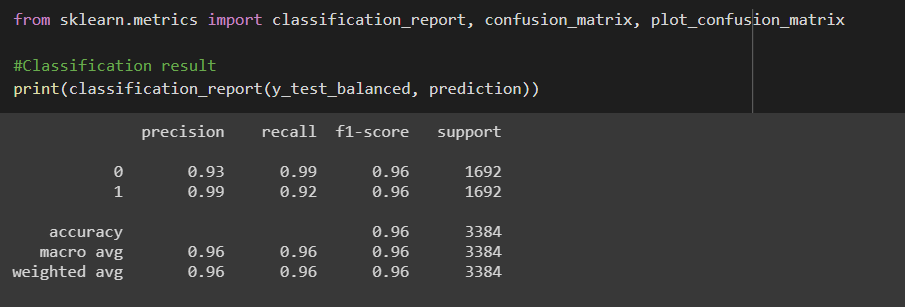 from sklearn.metrics import classification_report, confusion_matrix, plot_confusion_matrix
#Classification result
print(classification_report(y_test_balanced, prediction))
precision recall f1-score support
0 0.93 0.99 0.96 1692
1 0.99 0.92 0.96 1692
accuracy 0.96 3384
macro avg 0.96 0.96 0.96 3384
weighted avg 0.96 0.96 0.96 3384